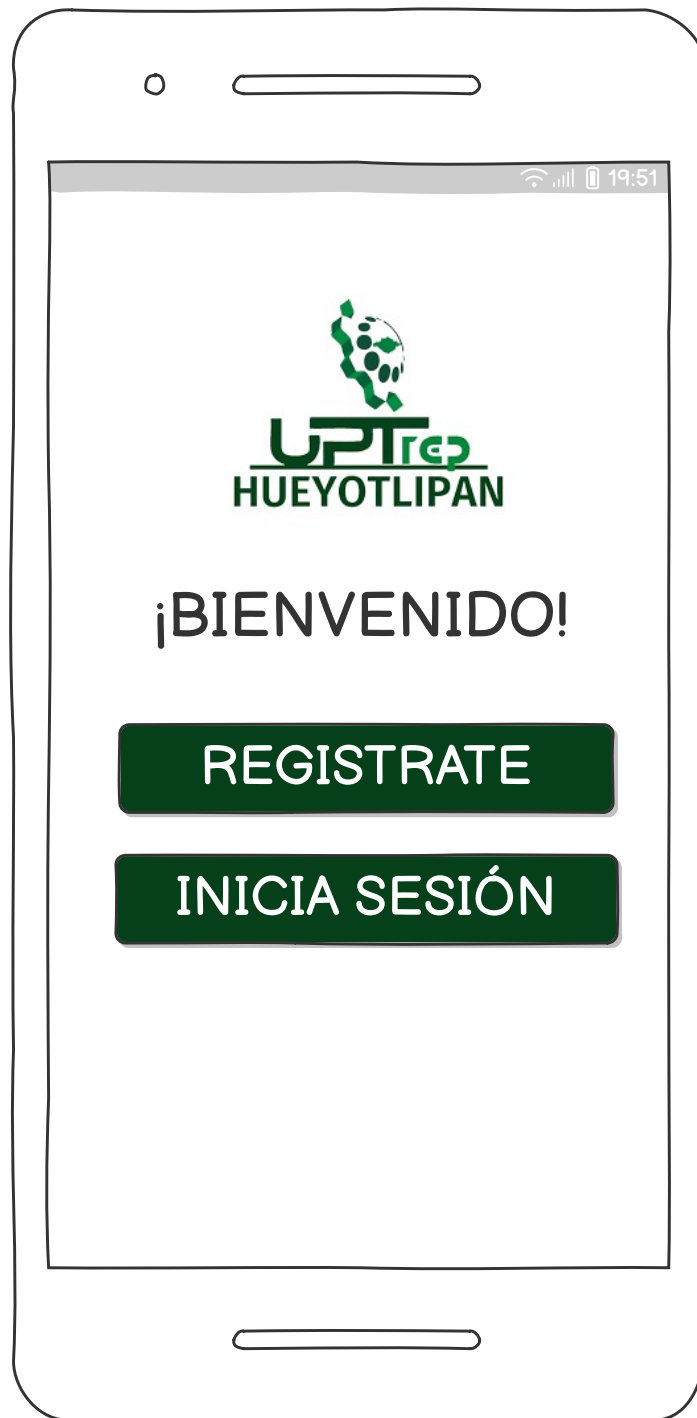 19:51
UPTrep
HUEYOTLIPAN
¡BIENVENIDO!
REGISTRATE
INICIA SESIÓN